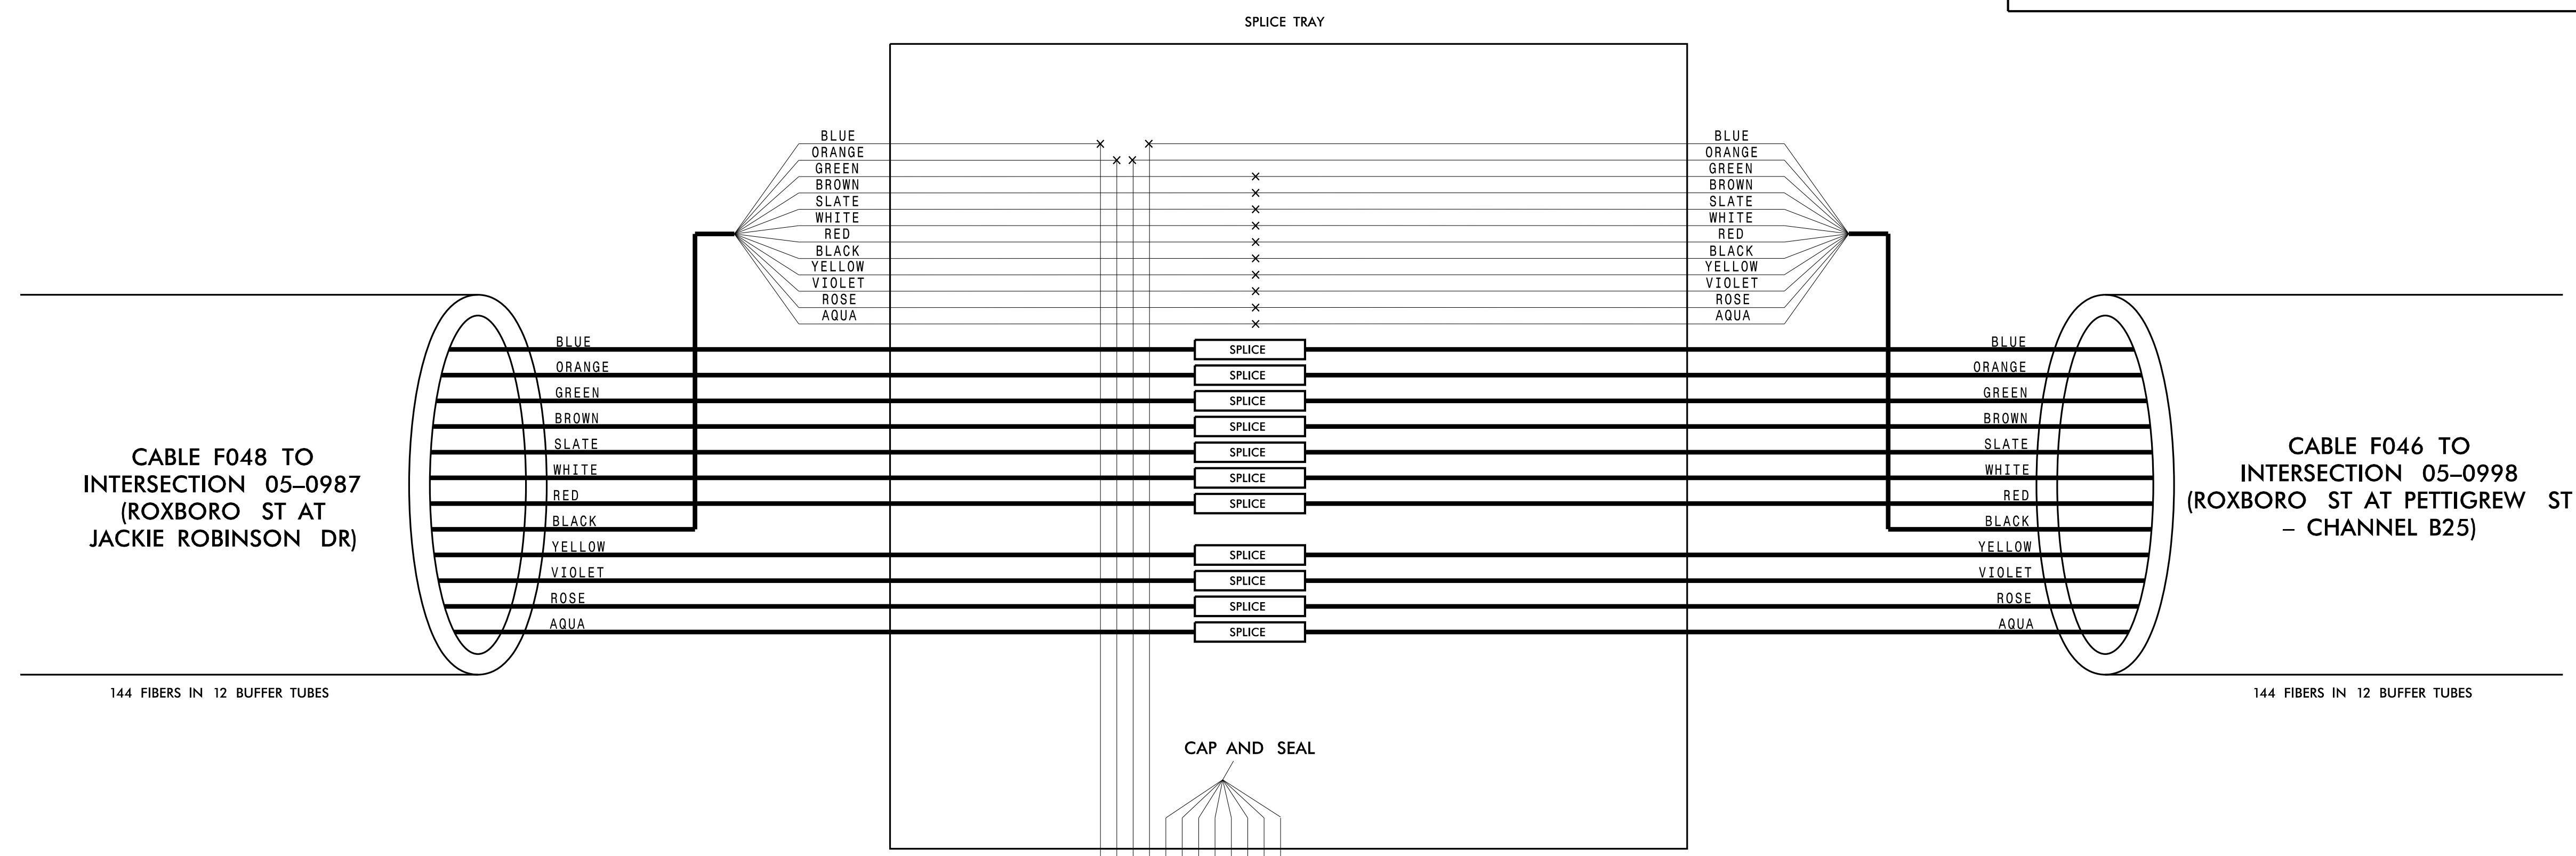 SPLICE TRAY
BLUE
ORANGE
GREEN
BROWN
SLATE
WHITE
RED
BLACK
YELLOW
VIOLET
ROSE
AQUA
BLUE
ORANGE
GREEN
BROWN
SLATE
WHITE
RED
BLACK
YELLOW
VIOLET
ROSE
AQUA
CABLE F048 TO
INTERSECTION 05-0987
(ROXBORO ST AT
JACKIE ROBINSON DR)
144 FIBERS IN 12 BUFFER TUBES
BLUE
ORANGE
GREEN
BROWN
SLATE
WHITE
RED
BLACK
YELLOW
VIOLET
ROSE
AQUA
SPLICE
SPLICE
SPLICE
SPLICE
SPLICE
SPLICE
SPLICE
SPLICE
SPLICE
SPLICE
SPLICE
BLUE
ORANGE
GREEN
BROWN
SLATE
WHITE
RED
BLACK
YELLOW
VIOLET
ROSE
AQUA
CABLE F046 TO
INTERSECTION 05-0998
(ROXBORO ST AT PETTIGREW ST
- CHANNEL B25)
144 FIBERS IN 12 BUFFER TUBES
CAP AND SEAL